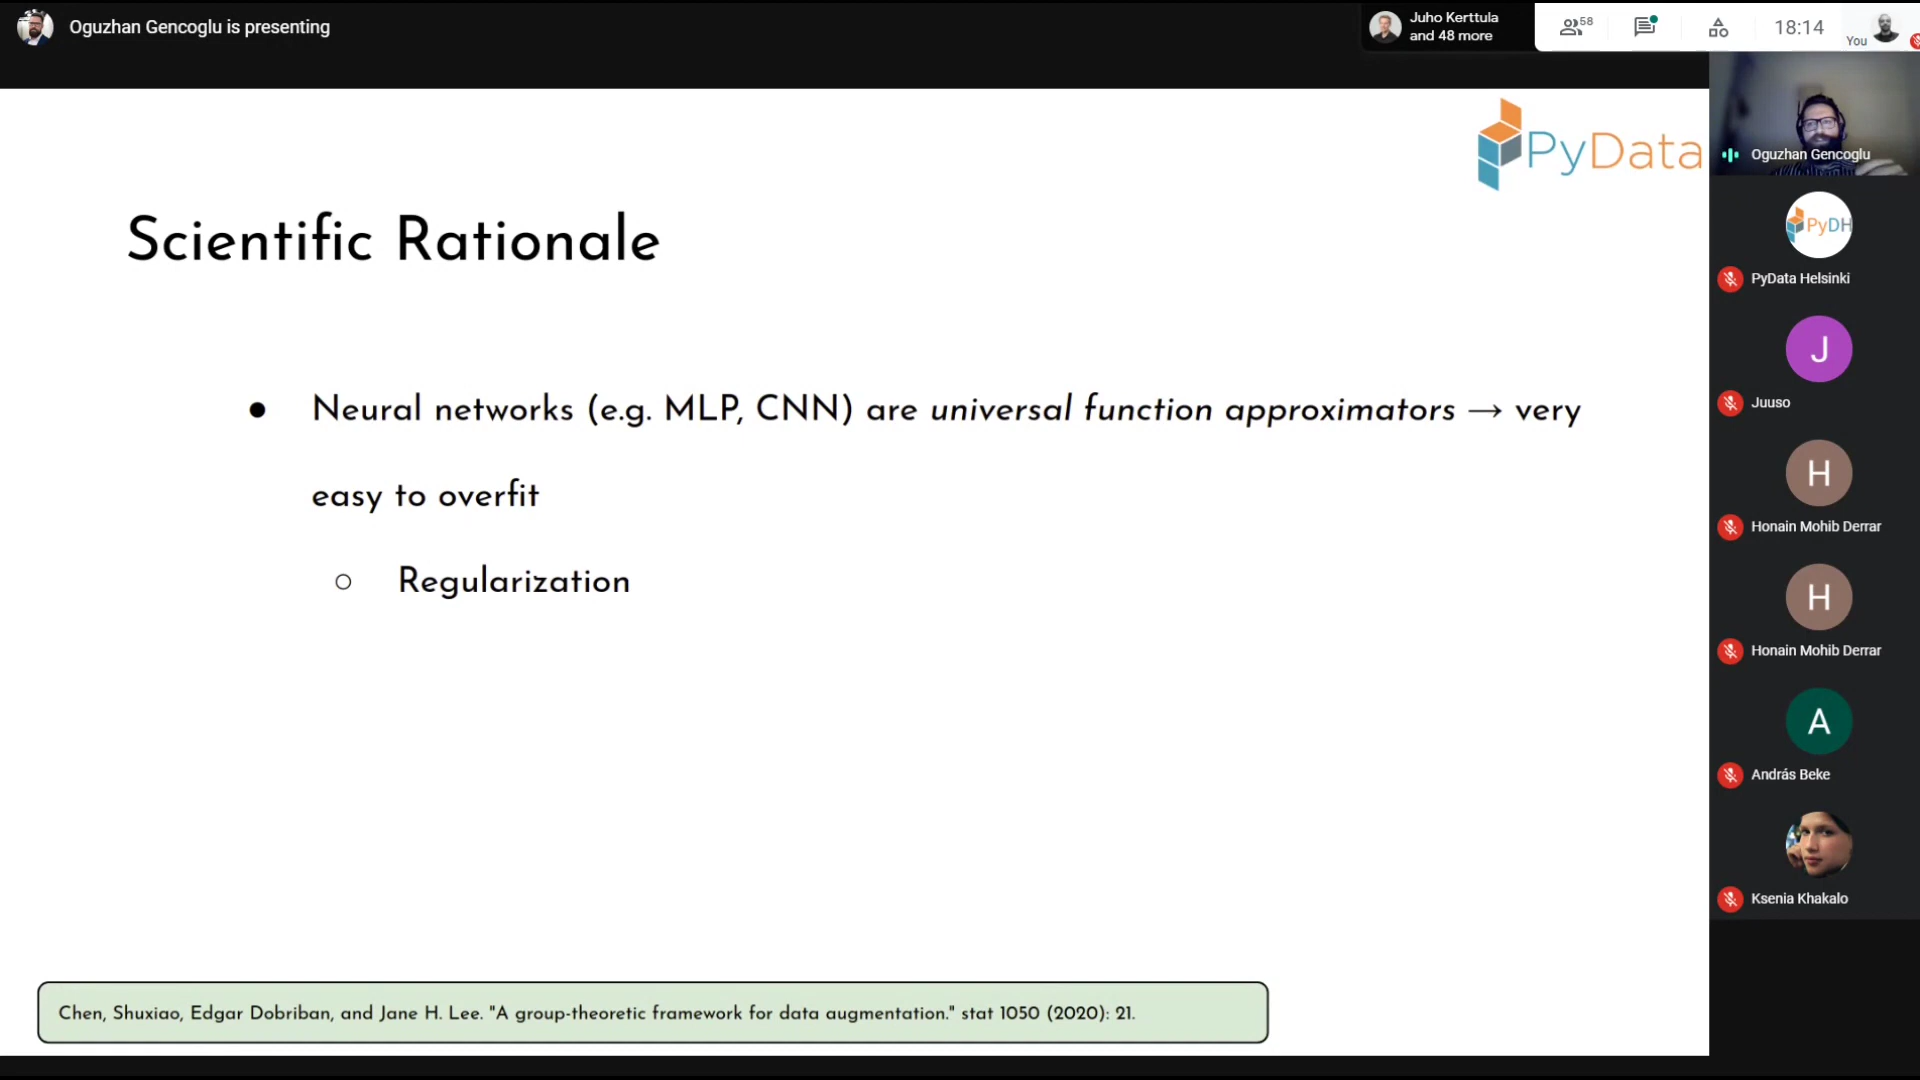 Oguzhan Gencoglu is presenting
Juho Kerttula
and 48 more
58
18:14
You
PyData
Oguzhan Gencoglu
Scientific Rationale
PyDH
PyData Helsinki
J
Juuso
● Neural networks (e.g. MLP, CNN) are universal function approximators → very
easy to overfit
○ Regularization
H
Honain Mohib Derrar
H
Honain Mohib Derrar
A
András Beke
Ksenia Khakalo
Chen, Shuxiao, Edgar Dobriban, and Jane H. Lee. "A group-theoretic framework for data augmentation." stat 1050 (2020): 21.